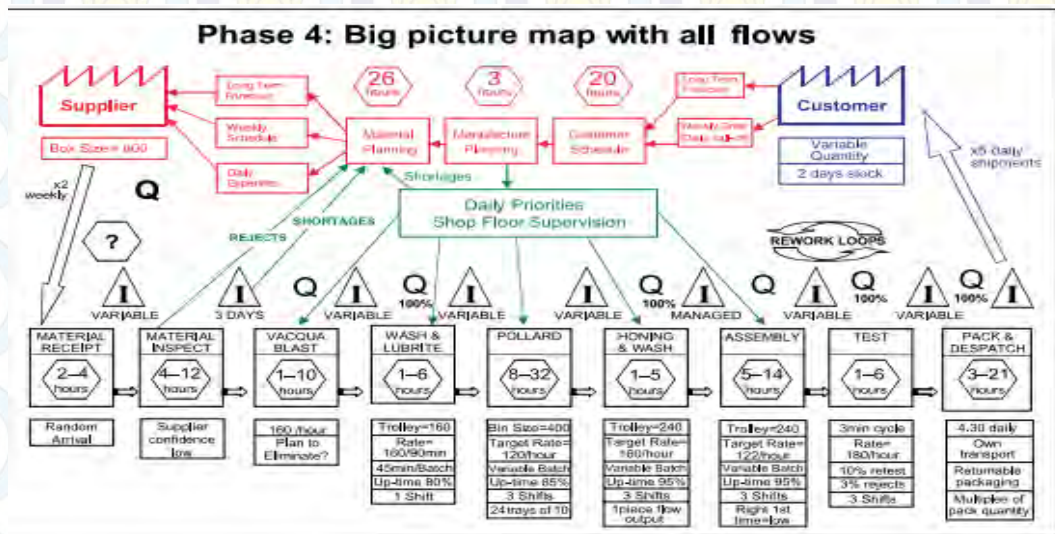 Phase 4: Big picture map with all flows
26
hours
3
hours
20
hours
Supplier
Long Term
Forecast
Weekly
Schedule
Daily
Material
Planning
Manufacture
Planning
Customer
Schedule
Long Term
Forecast
Customer
Box Size= 800
Variable
Quantity
2 days stock
x5 daily
shipments
x2
weekly
Q
?
Shortages
REJECTS
SHORTAGES
Daily Priorities
Shop Floor Supervision
REWORK LOOPS
I
VARIABLE
I
3 DAYS
Q
I
VARIABLE
Q
100%
I
VARIABLE
I
VARIABLE
Q
100%
I
MANAGED
Q
I
VARIABLE
Q
100%
I
VARIABLE
Q
100%
I
MATERIAL
RECEIPT
2–4
hours
Random
Arrival
MATERIAL
INSPECT
4–12
hours
Supplier
confidence
low
VACQUA
BLAST
1–10
hours
160 /hour
Plan to
Eliminate?
WASH &
LUBRITE
1–6
hours
Trolley=160
Rate=
160/90min
45min/Batch
Up-time 80%
1 Shift
POLLARD
8–32
hours
Bin Size=400
Target Rate=
120/hour
Variable Batch
Up-time 85%
3 Shifts
24 trays of 10
HONING
& WASH
1–5
hours
Trolley=240
Target Rate=
Variable Batch
Up-time 95%
3 Shifts
1piece flow
output
ASSEMBLY
5–14
hours
Trolley=240
Target Rate=
122/hour
Variable Batch
Up-time 95%
3 Shifts
Right 1st
time=low
TEST
1–6
hours
3min cycle
Rate=
180/hour
10% retest
3% rejects
3 Shifts
PACK &
DESPATCH
3–21
hours
4.30 daily
Own
transport
Returnable
packaging
Multiples of
pack quantity